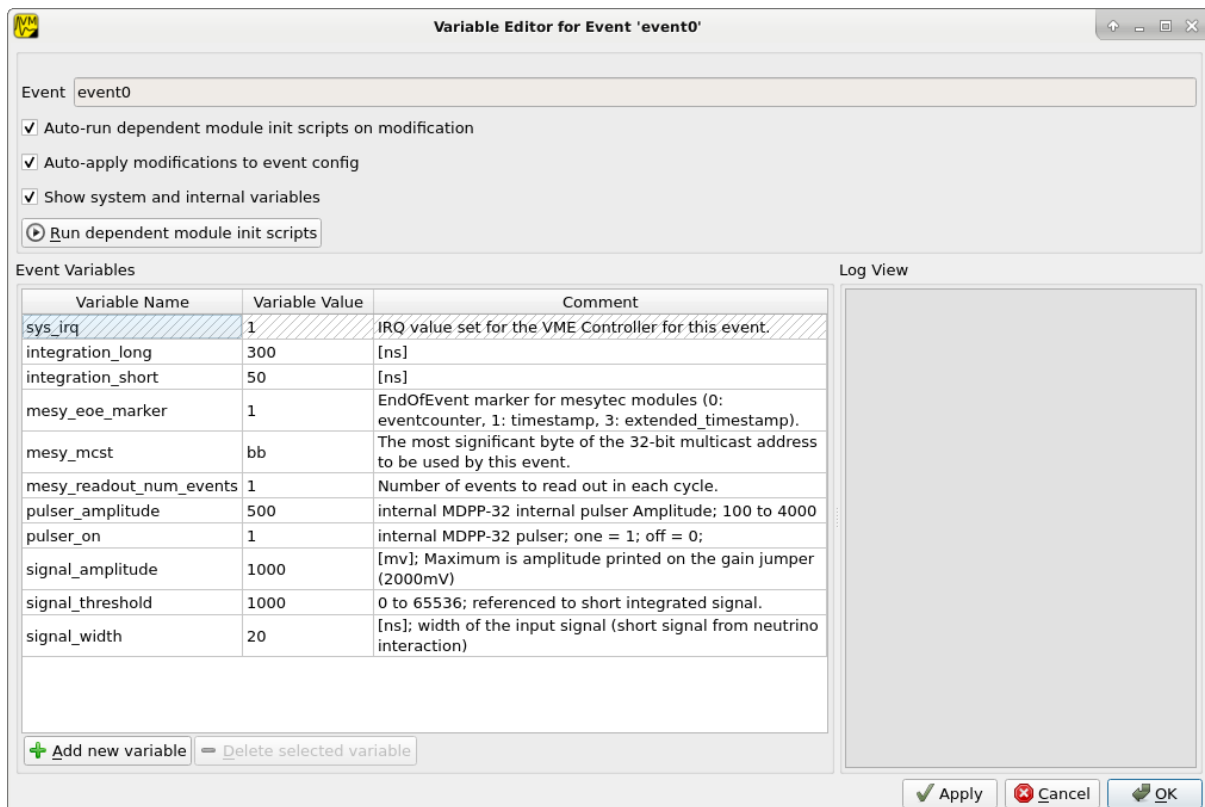 VM
Variable Editor for Event 'event0'
Event event0
Auto-run dependent module init scripts on modification
Auto-apply modifications to event config
Show system and internal variables
Run dependent module init scripts
Event Variables
Log View
Variable Name Variable Value Comment
sys_irq 1 IRQ value set for the VME Controller for this event.
integration_long 300 [ns]
integration_short 50 [ns]
mesy_eoe_marker 1 EndOfEvent marker for mesytec modules (0:
eventcounter, 1: timestamp, 3: extended_timestamp).
mesy_mcst bb The most significant byte of the 32-bit multicast address
to be used by this event.
mesy_readout_num_events 1 Number of events to read out in each cycle.
pulser_amplitude 500 internal MDPP-32 internal pulser Amplitude; 100 to 4000
pulser_on 1 internal MDPP-32 pulser; one = 1; off = 0;
signal_amplitude 1000 [mv]; Maximum is amplitude printed on the gain jumper
(2000mV)
signal_threshold 1000 0 to 65536; referenced to short integrated signal.
signal_width 20 [ns]; width of the input signal (short signal from neutrino
interaction)
Add new variable Delete selected variable
Apply Cancel OK